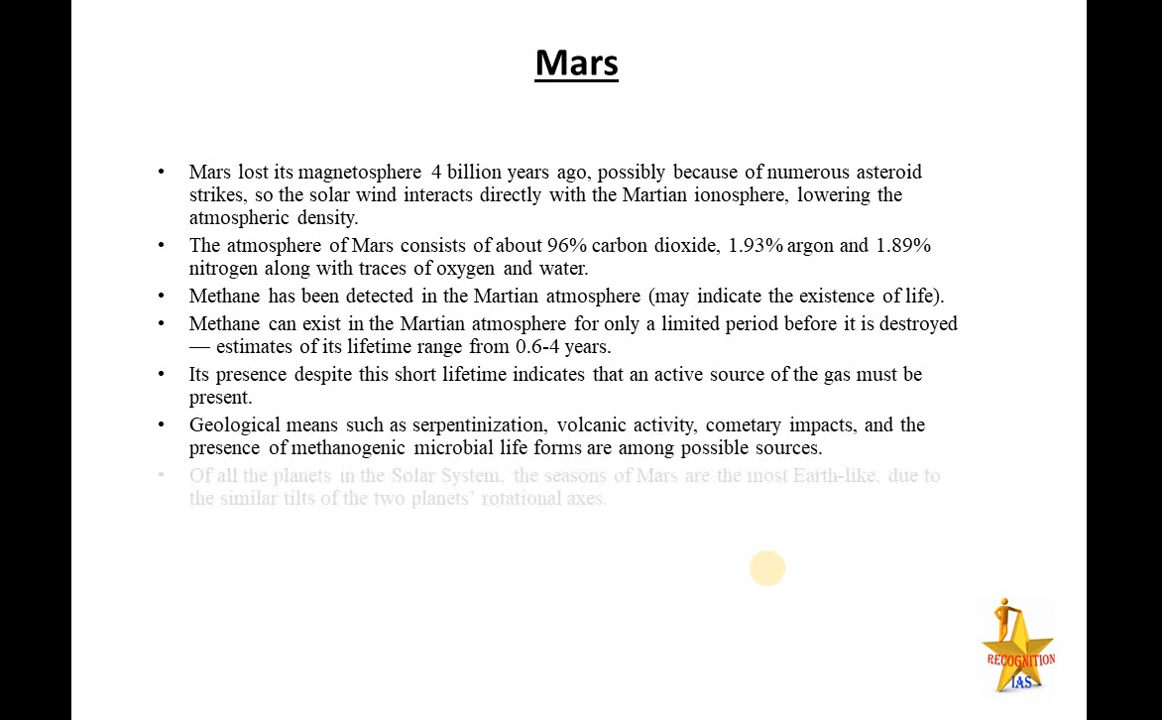 Mars
• Mars lost its magnetosphere 4 billion years ago, possibly because of numerous asteroid
strikes, so the solar wind interacts directly with the Martian ionosphere, lowering the
atmospheric density.
• The atmosphere of Mars consists of about 96% carbon dioxide, 1.93% argon and 1.89%
nitrogen along with traces of oxygen and water.
• Methane has been detected in the Martian atmosphere (may indicate the existence of life).
• Methane can exist in the Martian atmosphere for only a limited period before it is destroyed
— estimates of its lifetime range from 0.6-4 years.
• Its presence despite this short lifetime indicates that an active source of the gas must be
present.
• Geological means such as serpentinization, volcanic activity, cometary impacts, and the
presence of methanogenic microbial life forms are among possible sources.
• Of all the planets in the Solar System, the seasons of Mars are the most Earth-like, due to
the similar tilts of the two planets' rotational axes.
RECOGNITION
IAS